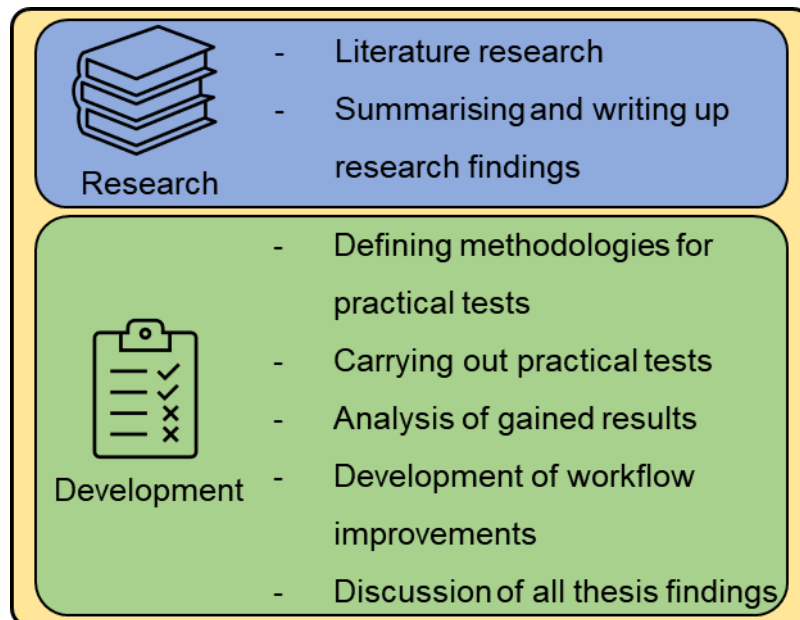 - Literature research
- Summarising and writing up
research findings
Research
- Defining methodologies for
practical tests
- Carrying out practical tests
- Analysis of gained results
- Development of workflow
improvements
- Discussion of all thesis findings
Development